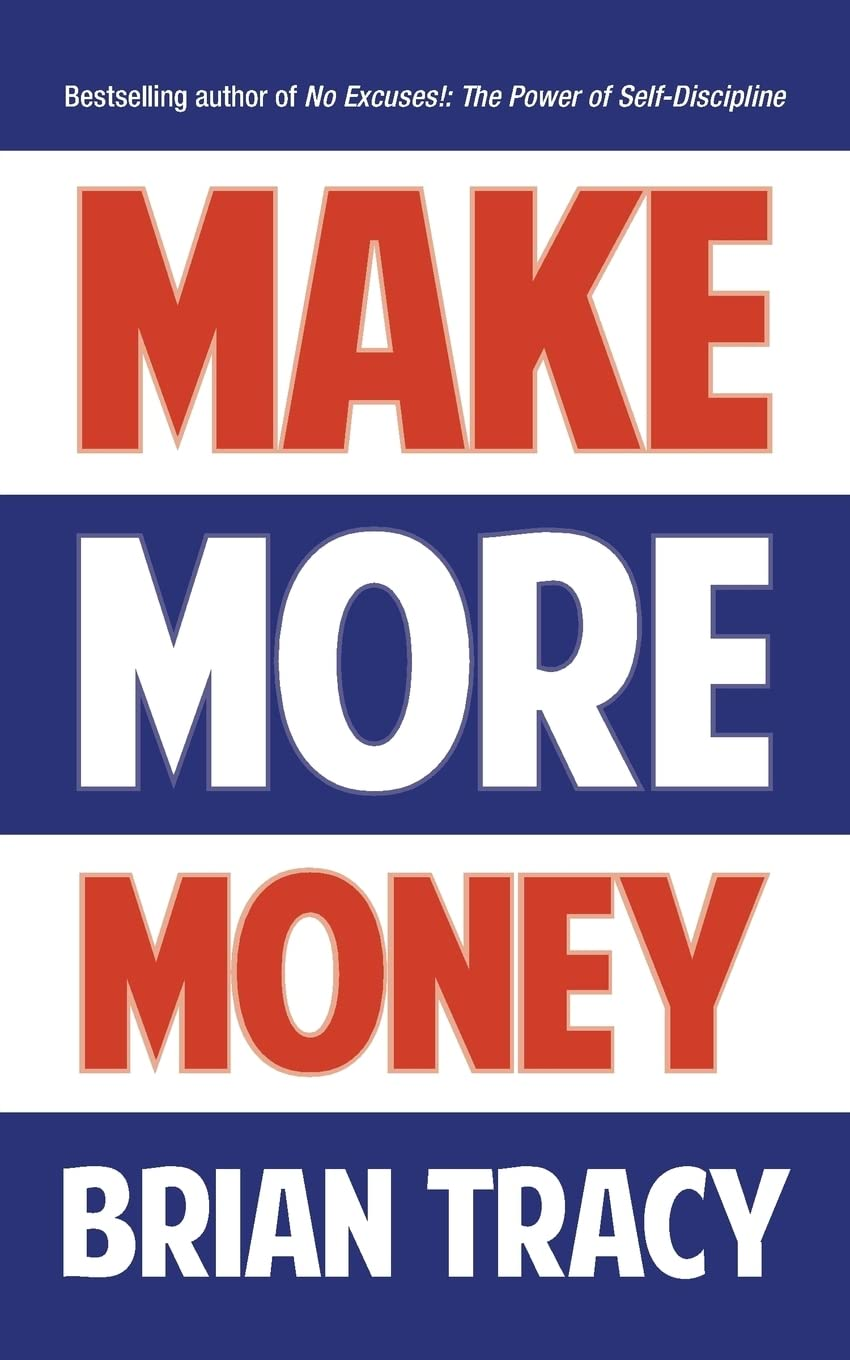 Bestselling author of No Excuses!: The Power of Self-Discipline
MAKE
MORE
MONEY
BRIAN TRACY